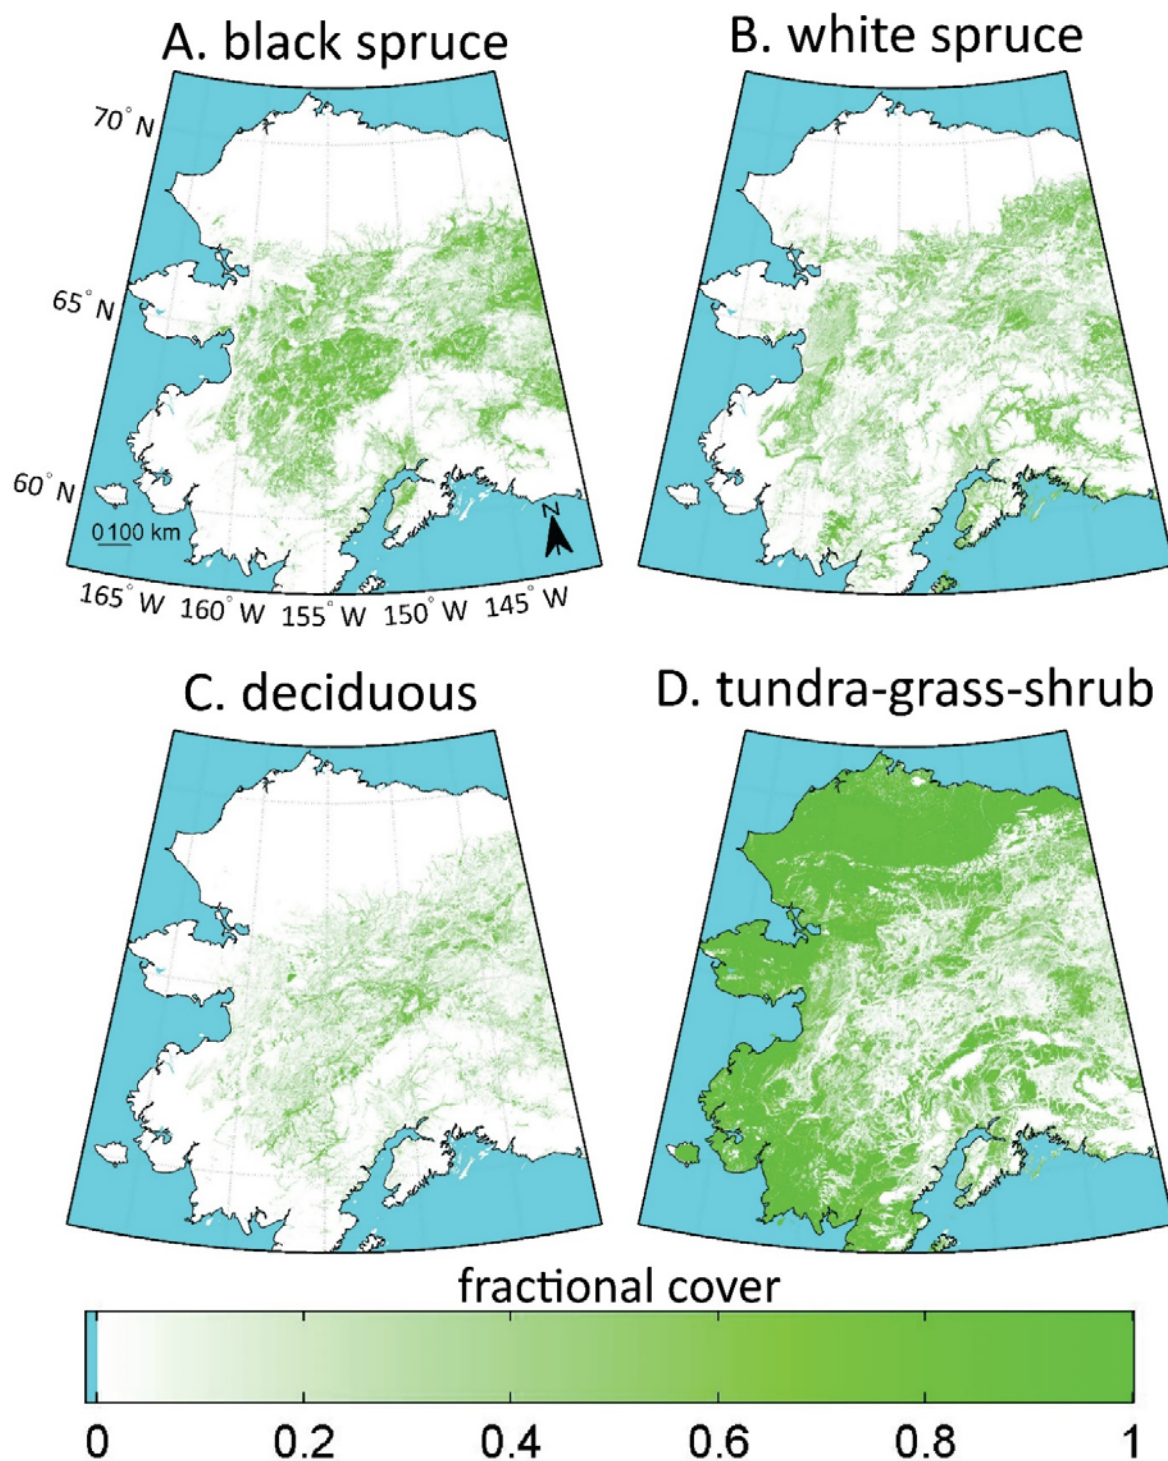 A. black spruce
B. white spruce
70° N
65° N
60° N
0 100 km
N
165° W 160° W 155° W 150° W 145° W
C. deciduous
D. tundra-grass-shrub
fractional cover
0 0.2 0.4 0.6 0.8 1